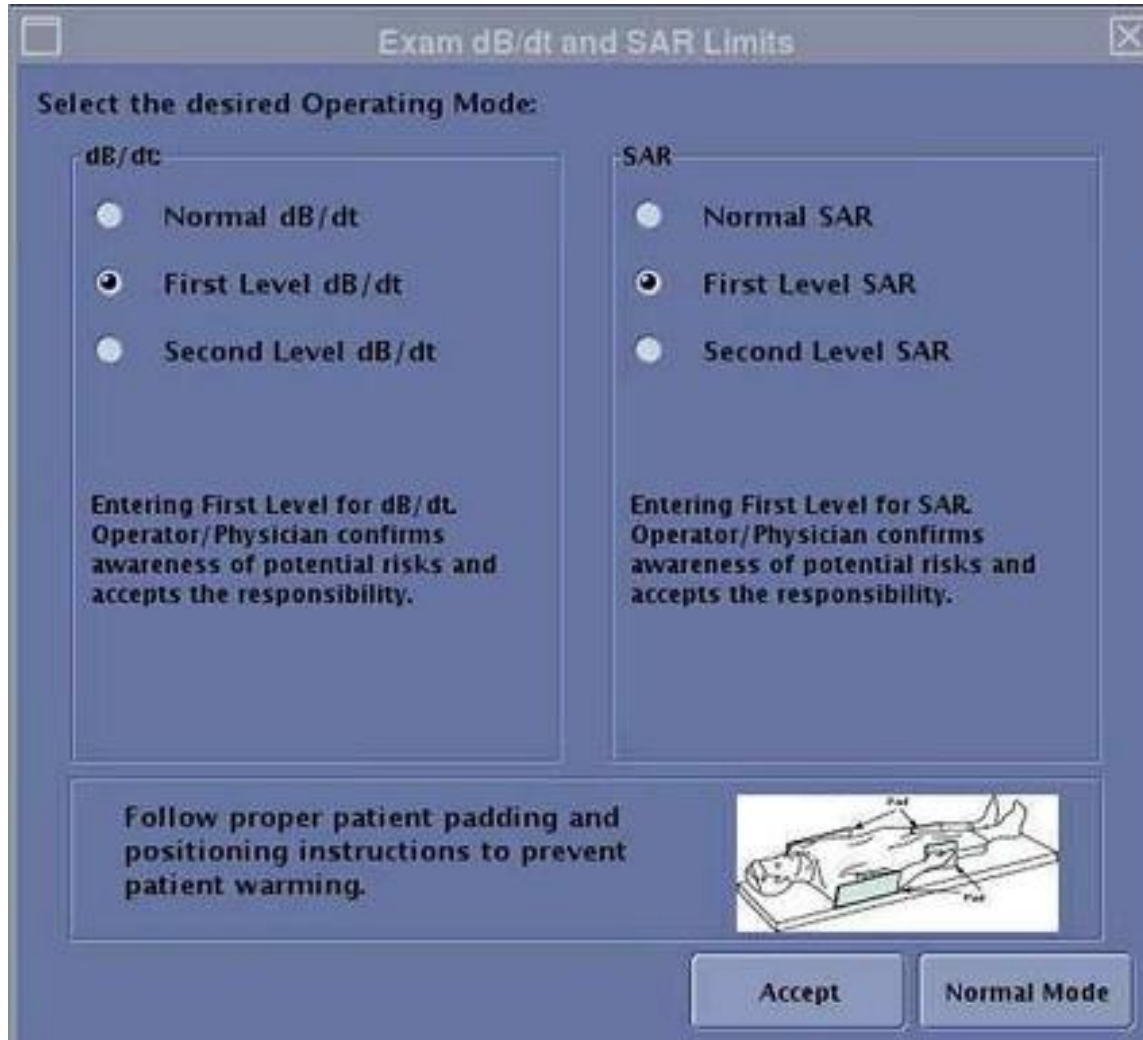 Exam dB/dt and SAR Limits
Select the desired Operating Mode:
dB/dt:
Normal dB/dt
First Level dB/dt
Second Level dB/dt
Entering First Level for dB/dt.
Operator/Physician confirms
awareness of potential risks and
accepts the responsibility.
SAR
Normal SAR
First Level SAR
Second Level SAR
Entering First Level for SAR.
Operator/Physician confirms
awareness of potential risks and
accepts the responsibility.
Follow proper patient padding and
positioning instructions to prevent
patient warming.
Pad
Pad
Accept
Normal Mode